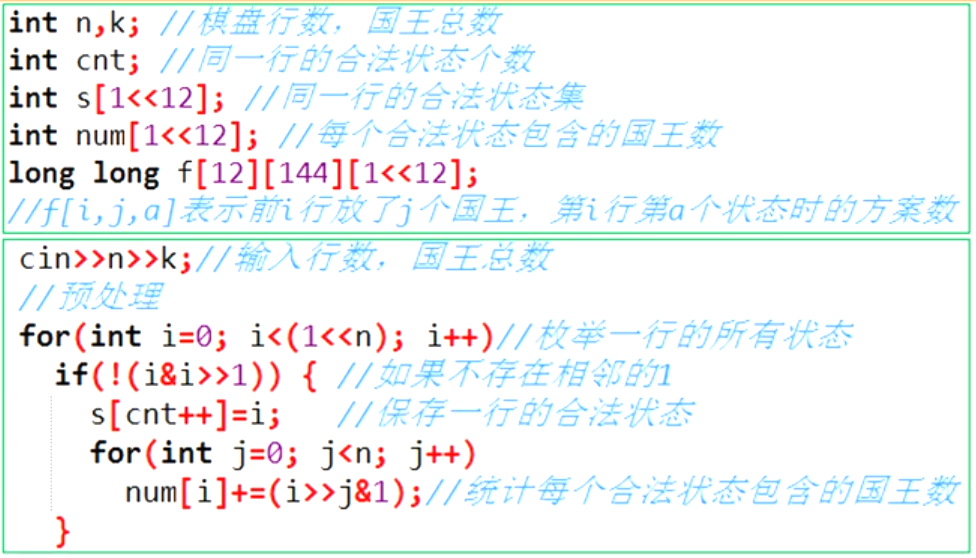 int n,k; //棋盘行数，国王总数
int cnt; //同一行的合法状态个数
int s[1<<12]; //同一行的合法状态集
int num[1<<12]; //每个合法状态包含的国王数
long long f[12][144][1<<12];
//f[i,j,a]表示前i行放了j个国王，第i行第a个状态时的方案数
cin>>n>>k;//输入行数，国王总数
//预处理
for(int i=0; i<(1<<n); i++)//枚举一行的所有状态
if(!(i&i>>1)) { //如果不存在相邻的1
s[cnt++]=i; //保存一行的合法状态
for(int j=0; j<n; j++)
num[i]+=(i>>j&1);//统计每个合法状态包含的国王数
}